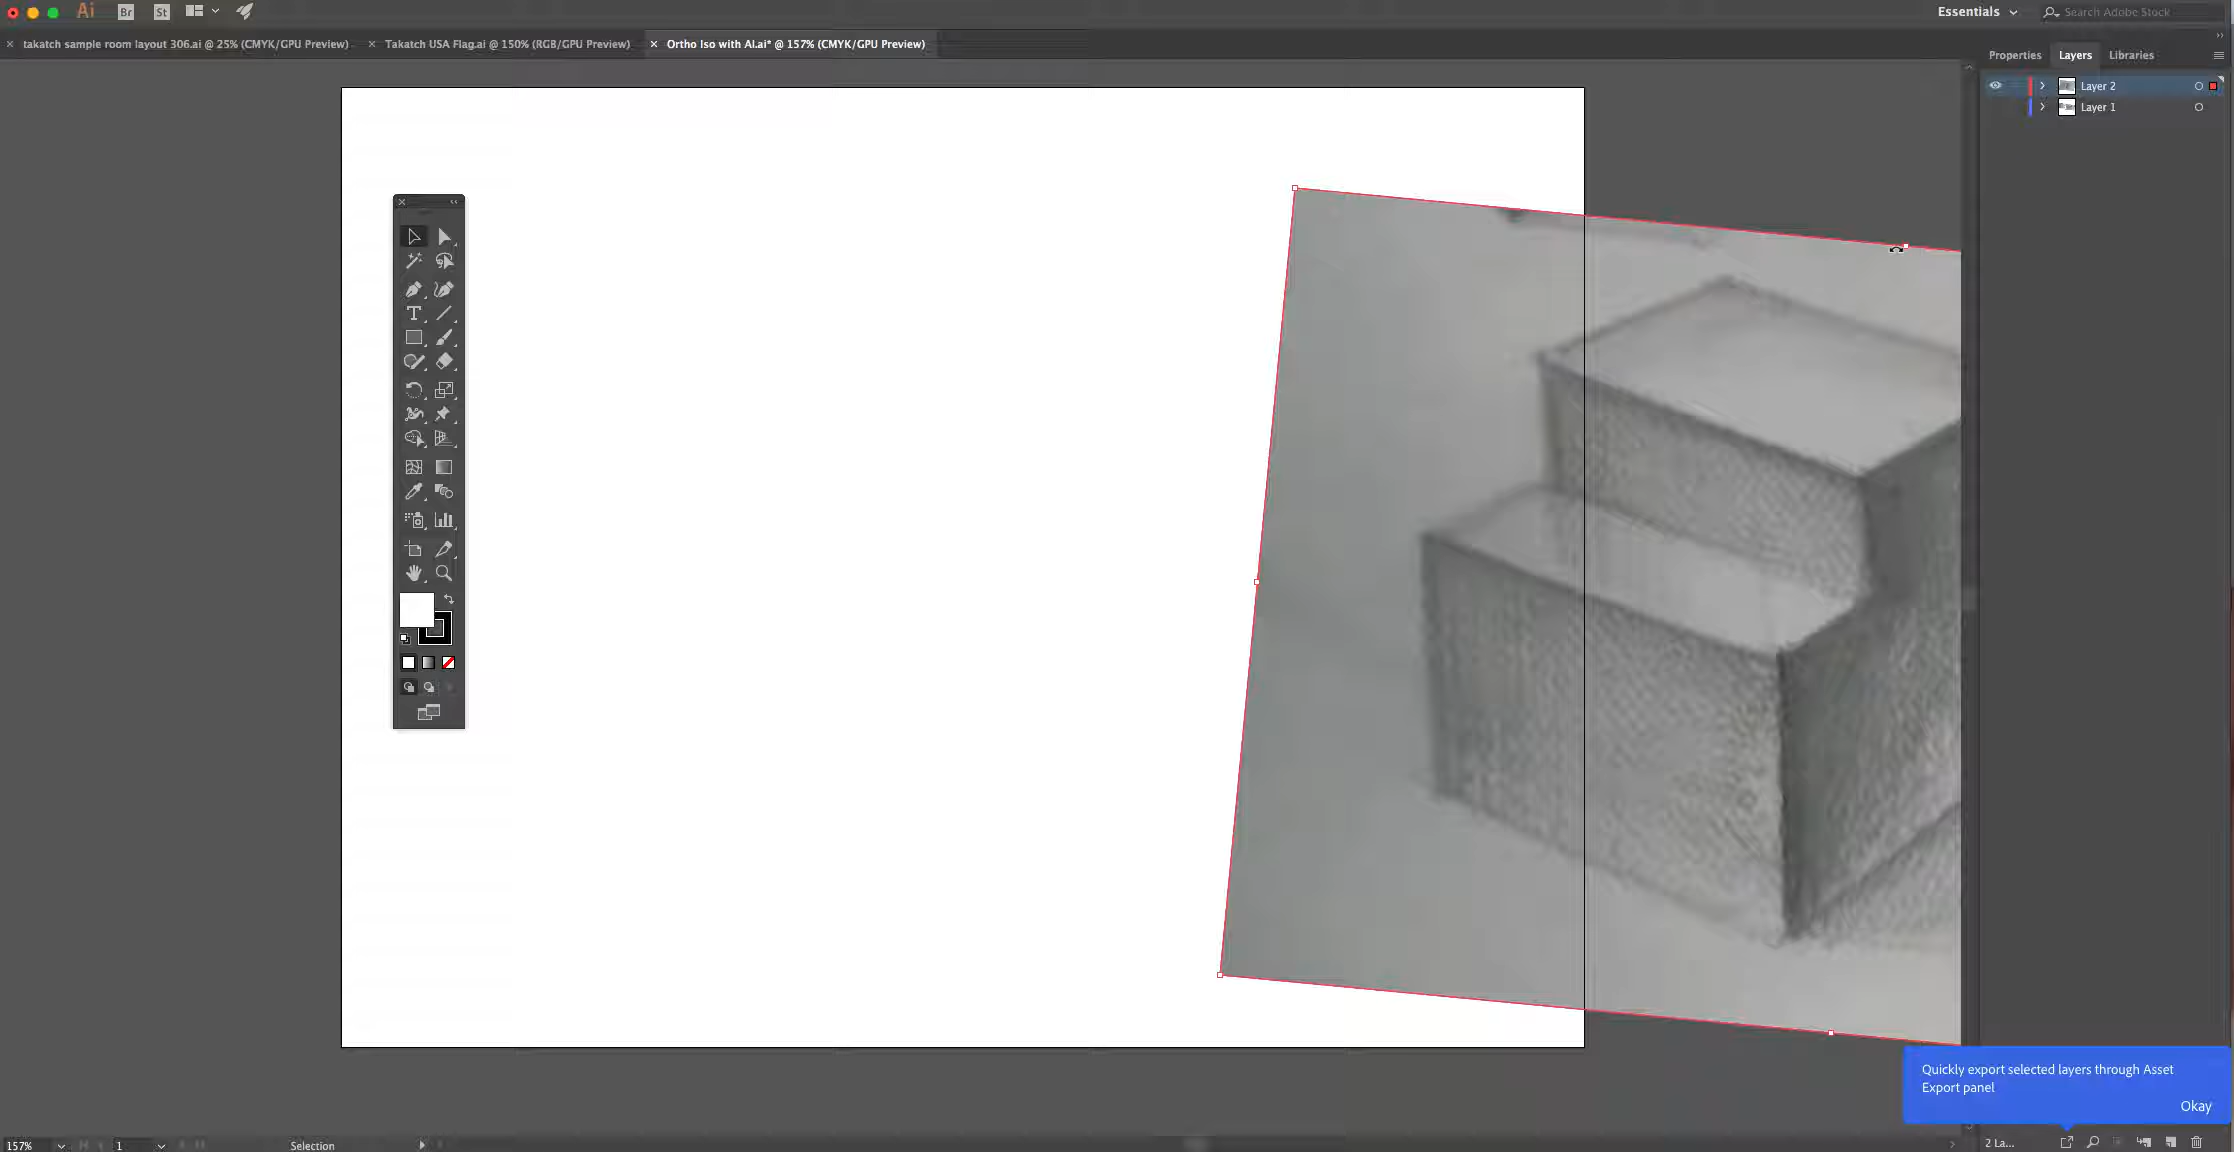 Ai Br St Essentials Search Adobe Stock
takatch sample room layout 306.ai @ 25% (CMYK/GPU Preview) Takatch USA Flag.ai @ 150% (RGB/GPU Preview) Ortho Iso with AI.ai* @ 157% (CMYK/GPU Preview)
Properties Layers Libraries
Layer 2
Layer 1
T
Quickly export selected layers through Asset
Export panel
Okay
157% 1 Selection 2 La...